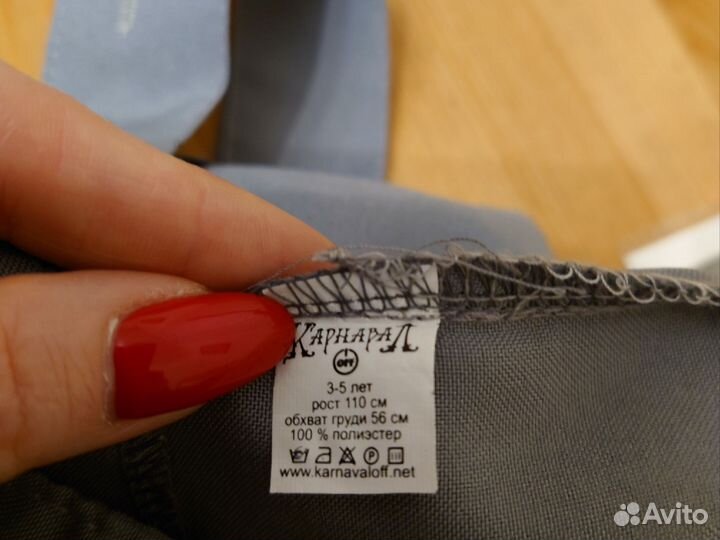 КАРНАВАЛ
OFF
3-5 лет
рост 110 см
обхват груди 56 см
100 % полиэстер
www.karnavaloff.net
Avito